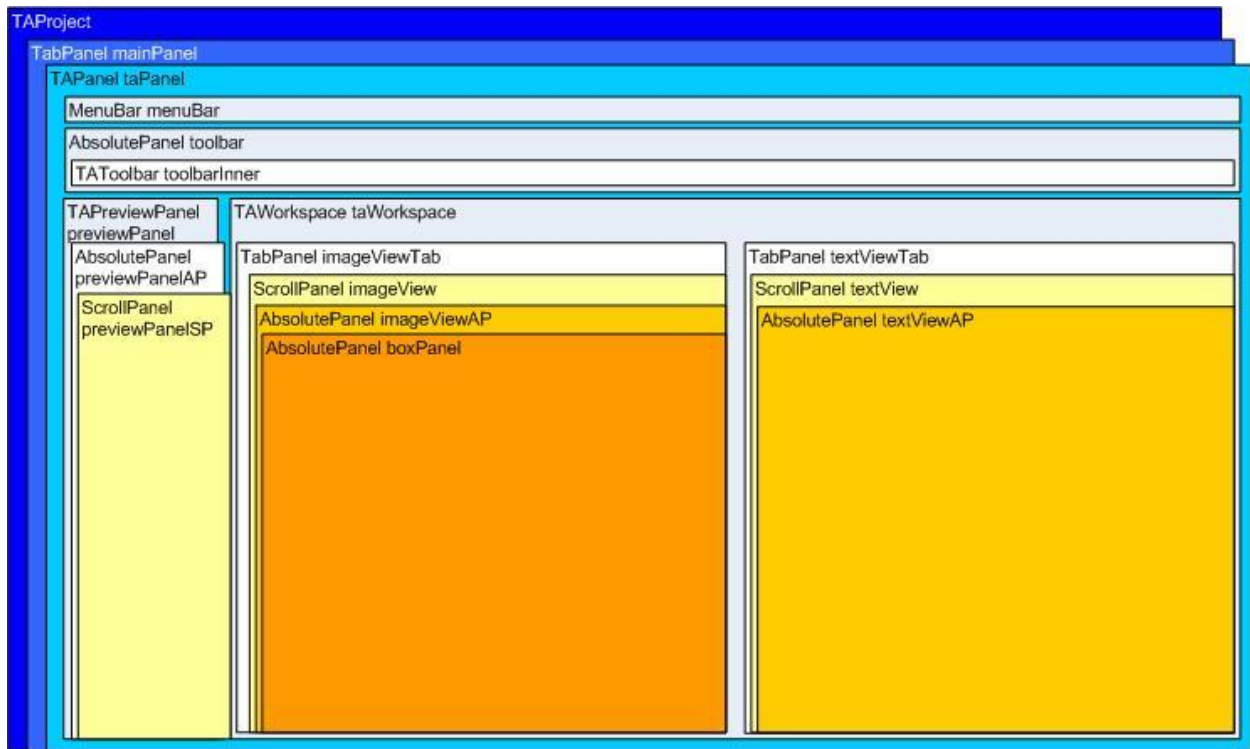 TAProject
TabPanel mainPanel
TAPanel taPanel
MenuBar menuBar
AbsolutePanel toolbar
TAToolbar toolbarInner
TAPreviewPanel
previewPanel
AbsolutePanel
previewPanelAP
ScrollPanel
previewPanelSP
TAWorkspace taWorkspace
TabPanel imageViewTab
ScrollPanel imageView
AbsolutePanel imageViewAP
AbsolutePanel boxPanel
TabPanel textViewTab
ScrollPanel textView
AbsolutePanel textViewAP